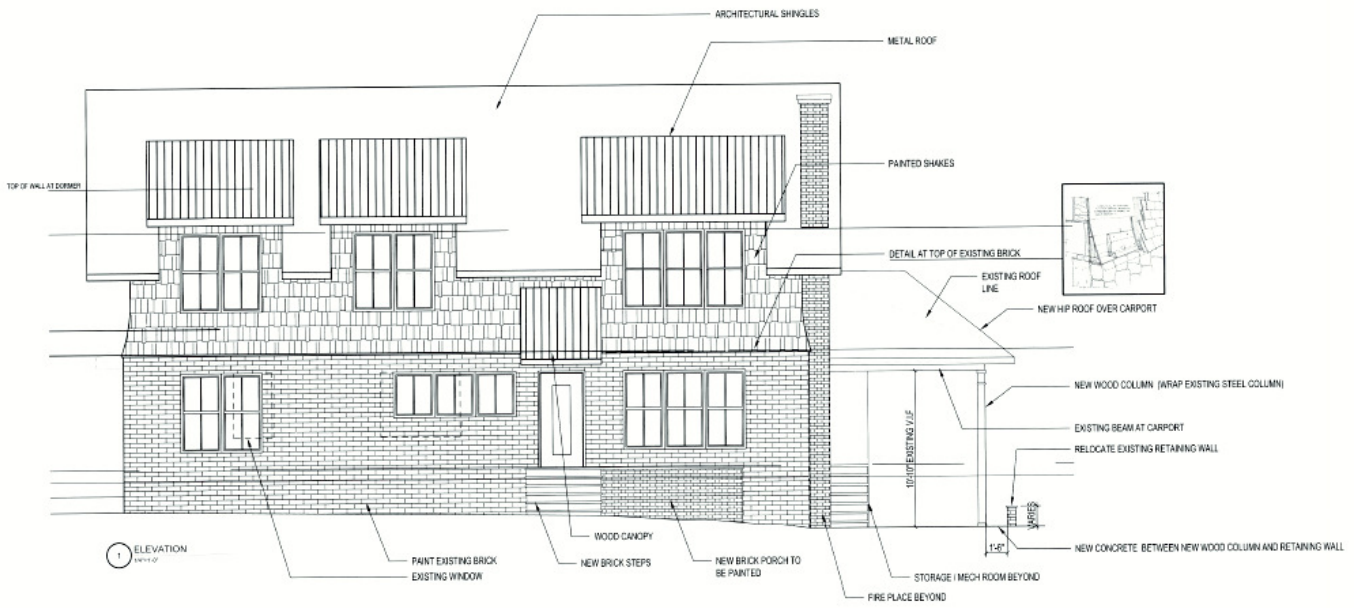 ARCHITECTURAL SHINGLES
METAL ROOF
PAINTED SHAKES
TOP OF WALL AT DORMER
DETAIL AT TOP OF EXISTING BRICK
EXISTING ROOF
LINE
NEW HIP ROOF OVER CARPORT
NEW WOOD COLUMN (WRAP EXISTING STEEL COLUMN)
EXISTING BEAM AT CARPORT
RELOCATE EXISTING RETAINING WALL
10'-10" EXISTING V.I.F
VARIES
1'-6"
NEW CONCRETE BETWEEN NEW WOOD COLUMN AND RETAINING WALL
1 ELEVATION
WOOD CANOPY
PAINT EXISTING BRICK
EXISTING WINDOW
NEW BRICK STEPS
NEW BRICK PORCH TO
BE PAINTED
STORAGE / MECH ROOM BEYOND
FIRE PLACE BEYOND